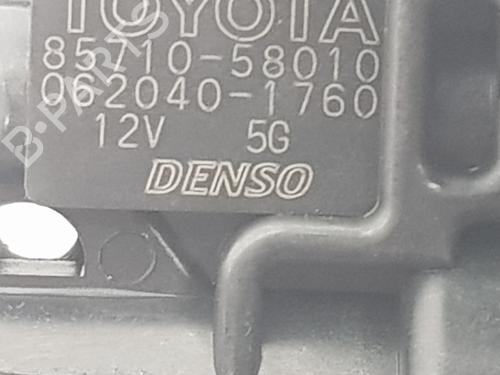 TOYOTA
85710-58010
062040-1760
12V 5G
DENSO
B-PARTS